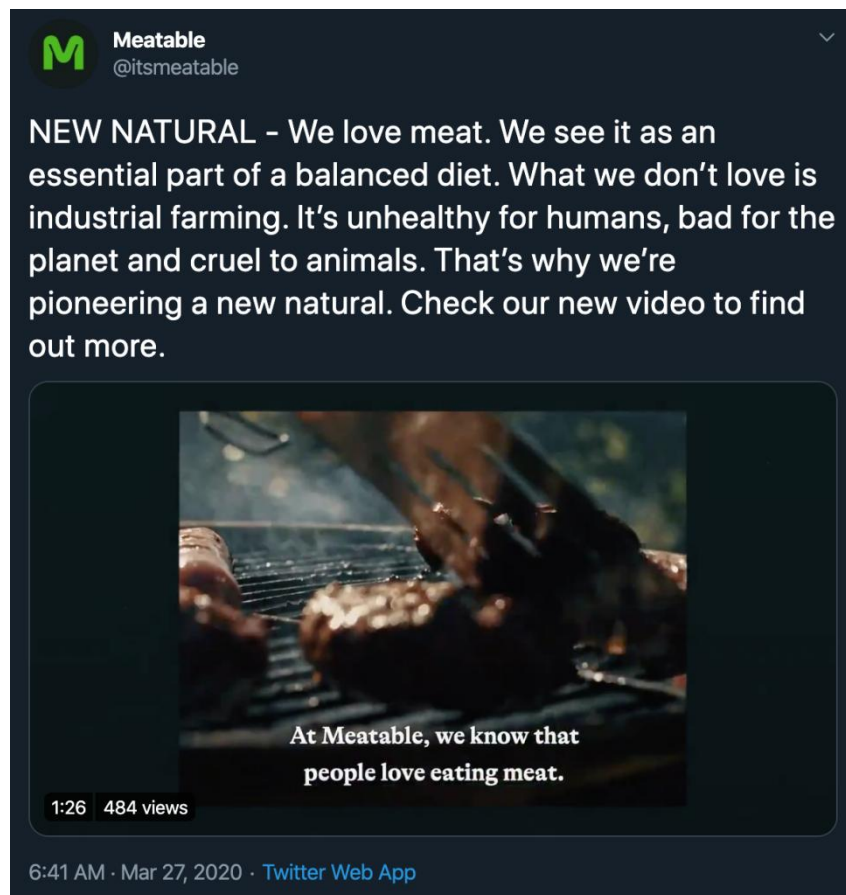 Meatable
@itsmeatable
NEW NATURAL - We love meat. We see it as an
essential part of a balanced diet. What we don’t love is
industrial farming. It’s unhealthy for humans, bad for the
planet and cruel to animals. That’s why we’re
pioneering a new natural. Check our new video to find
out more.
At Meatable, we know that
people love eating meat.
1:26 484 views
6:41 AM · Mar 27, 2020 · Twitter Web App